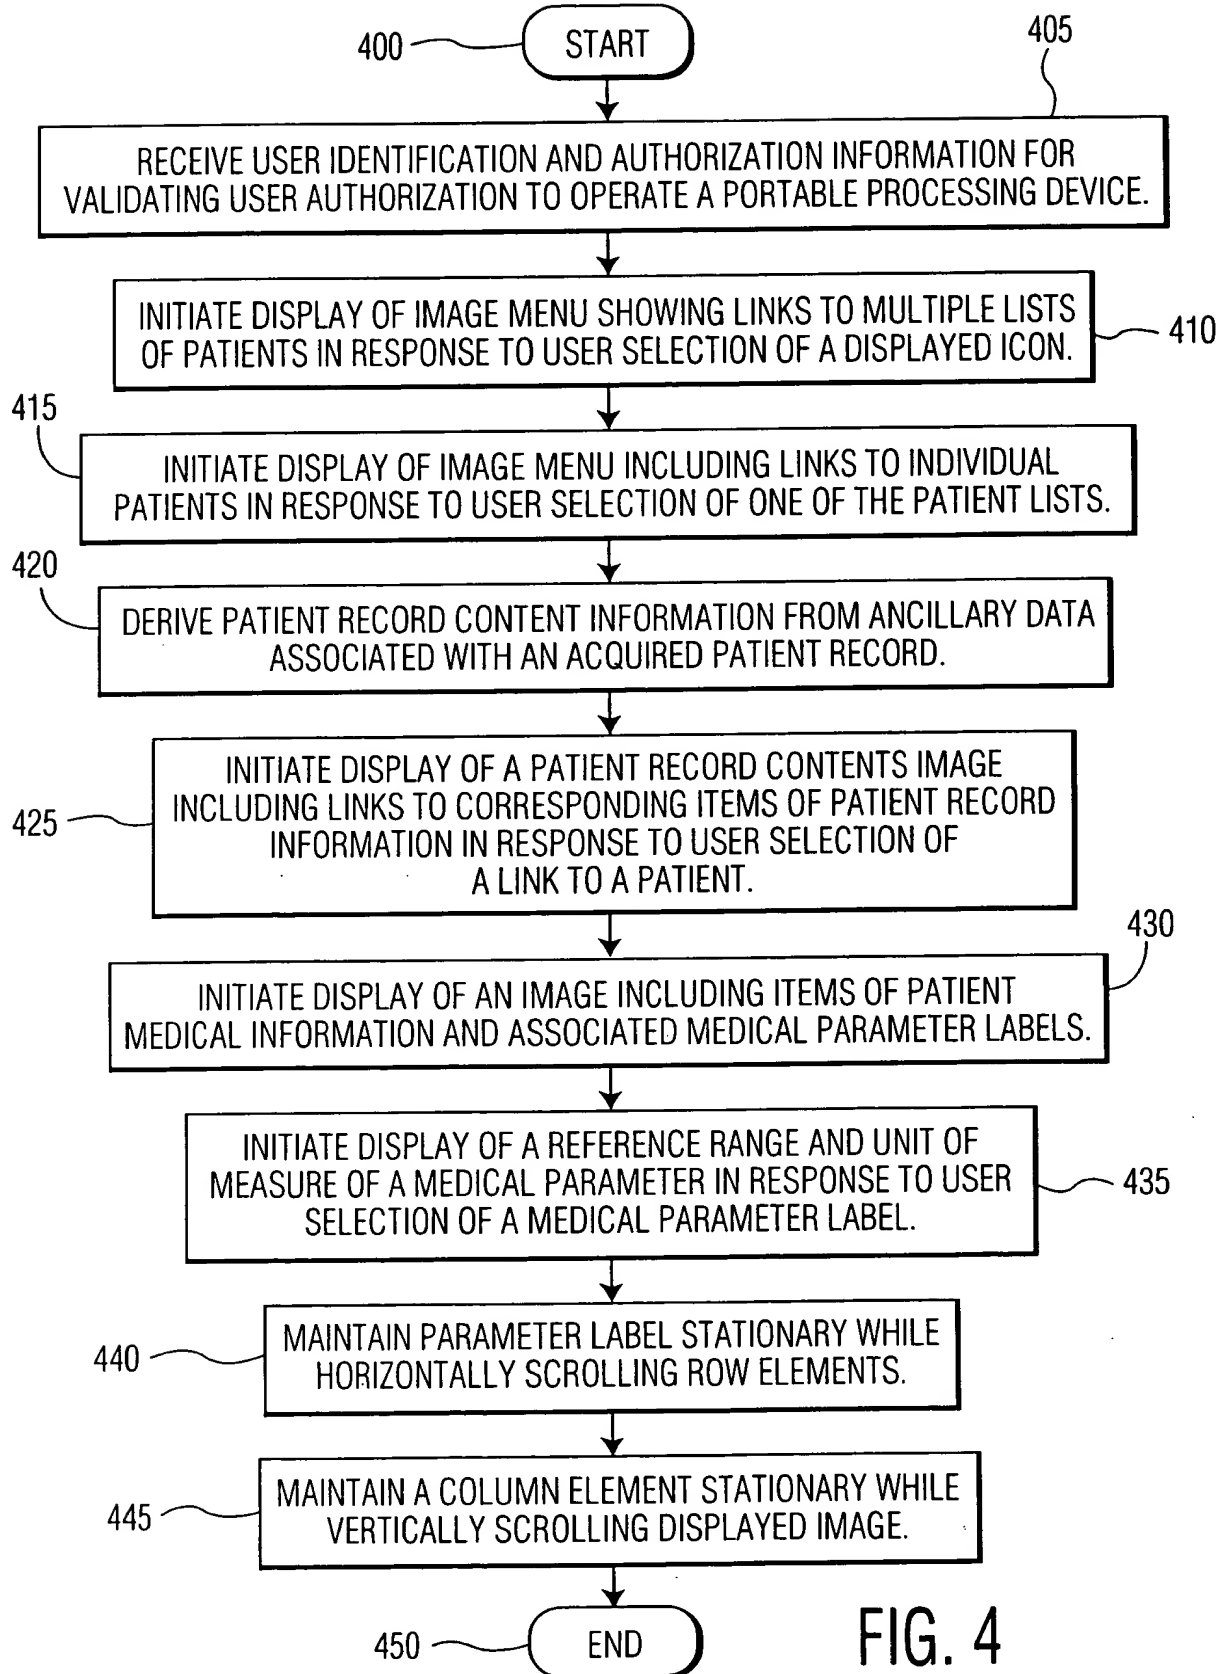 400
START
405
RECEIVE USER IDENTIFICATION AND AUTHORIZATION INFORMATION FOR
VALIDATING USER AUTHORIZATION TO OPERATE A PORTABLE PROCESSING DEVICE.
INITIATE DISPLAY OF IMAGE MENU SHOWING LINKS TO MULTIPLE LISTS
OF PATIENTS IN RESPONSE TO USER SELECTION OF A DISPLAYED ICON.
410
415
INITIATE DISPLAY OF IMAGE MENU INCLUDING LINKS TO INDIVIDUAL
PATIENTS IN RESPONSE TO USER SELECTION OF ONE OF THE PATIENT LISTS.
420
DERIVE PATIENT RECORD CONTENT INFORMATION FROM ANCILLARY DATA
ASSOCIATED WITH AN ACQUIRED PATIENT RECORD.
425
INITIATE DISPLAY OF A PATIENT RECORD CONTENTS IMAGE
INCLUDING LINKS TO CORRESPONDING ITEMS OF PATIENT RECORD
INFORMATION IN RESPONSE TO USER SELECTION OF
A LINK TO A PATIENT.
430
INITIATE DISPLAY OF AN IMAGE INCLUDING ITEMS OF PATIENT
MEDICAL INFORMATION AND ASSOCIATED MEDICAL PARAMETER LABELS.
INITIATE DISPLAY OF A REFERENCE RANGE AND UNIT OF
MEASURE OF A MEDICAL PARAMETER IN RESPONSE TO USER
SELECTION OF A MEDICAL PARAMETER LABEL.
435
440
MAINTAIN PARAMETER LABEL STATIONARY WHILE
HORIZONTALLY SCROLLING ROW ELEMENTS.
445
MAINTAIN A COLUMN ELEMENT STATIONARY WHILE
VERTICALLY SCROLLING DISPLAYED IMAGE.
450
END
FIG. 4